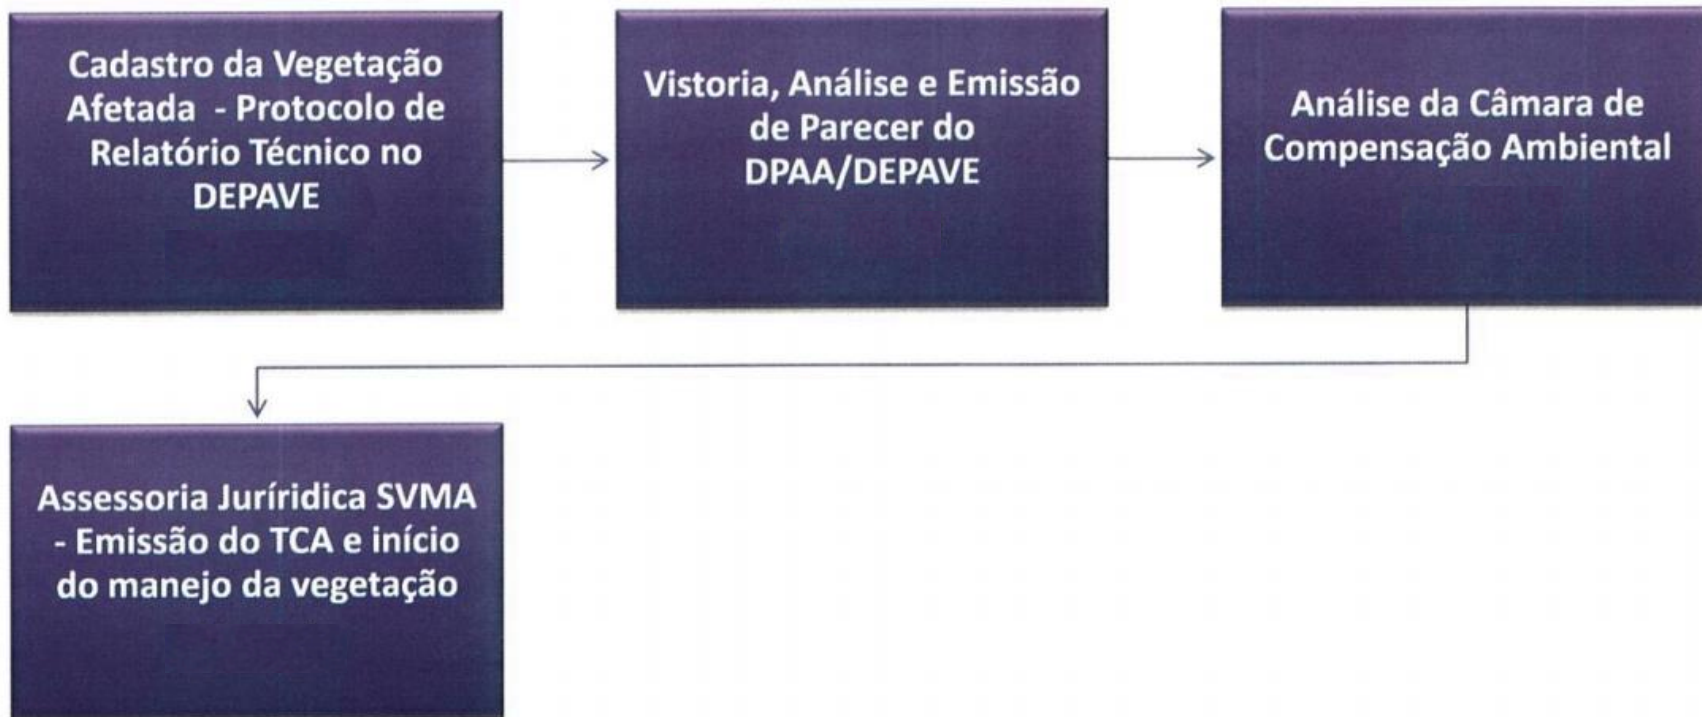 Cadastro da Vegetação
Afetada - Protocolo de
Relatório Técnico no
DEPAVE
Vistoria, Análise e Emissão
de Parecer do
DPAA/DEPAVE
Análise da Câmara de
Compensação Ambiental
Assessoria Juríridica SVMA
- Emissão do TCA e início
do manejo da vegetação